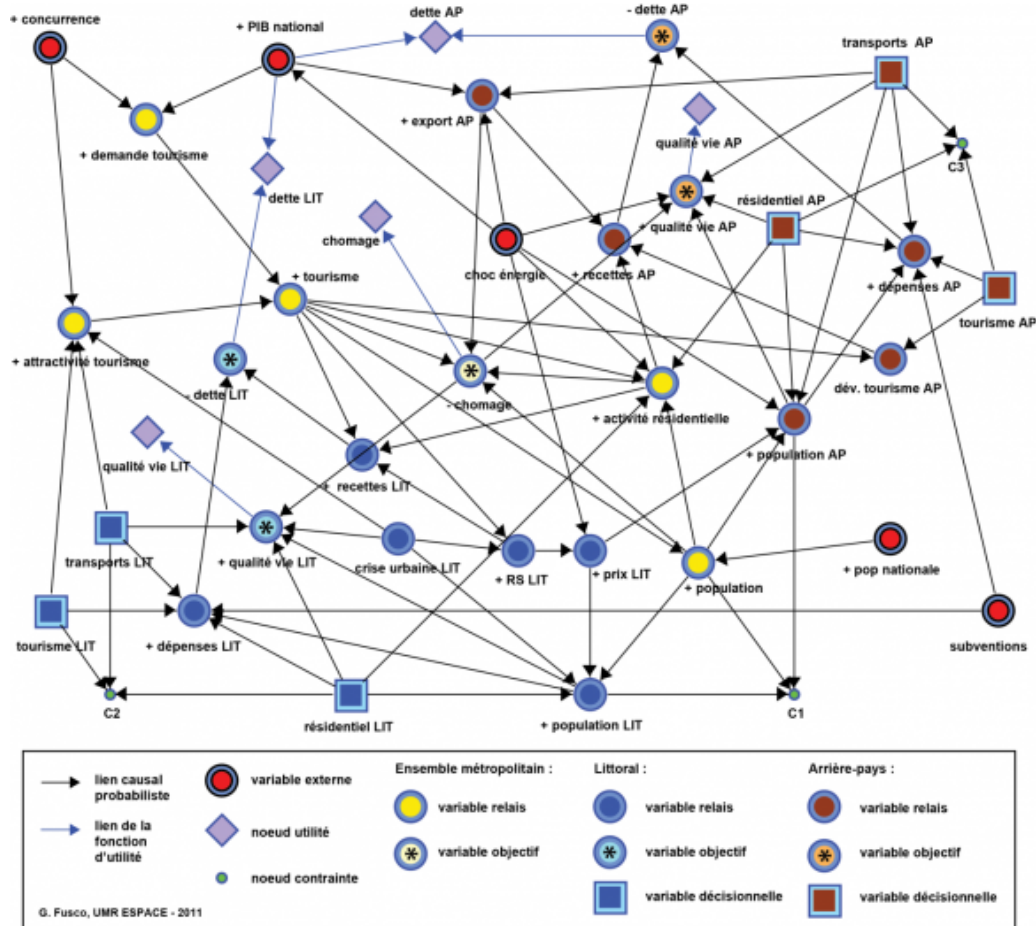 + concurrence
+ PIB national
dette AP
- dette AP
transports AP
+ export AP
qualité vie AP
+ demande tourisme
C3
dette LIT
résidentiel AP
+ qualité vie AP
chomage
choc énergie
+ recettes AP
+ dépenses AP
+ tourisme
tourisme AP
+ attractivité tourisme
- dette LIT
- chomage
dév. tourisme AP
+ activité résidentielle
+ population AP
qualité vie LIT
+ recettes LIT
transports LIT
+ qualité vie LIT
crise urbaine LIT
+ RS LIT
+ prix LIT
+ population
+ pop nationale
tourisme LIT
+ dépenses LIT
subventions
C2
résidentiel LIT
+ population LIT
C1
lien causal
probabiliste
lien de la
fonction
d'utilité
variable externe
noeud utilité
noeud contrainte
Ensemble métropolitain :
variable relais
variable objectif
Littoral :
variable relais
variable objectif
variable décisionnelle
Arrière-pays :
variable relais
variable objectif
variable décisionnelle
G. Fusco, UMR ESPACE - 2011